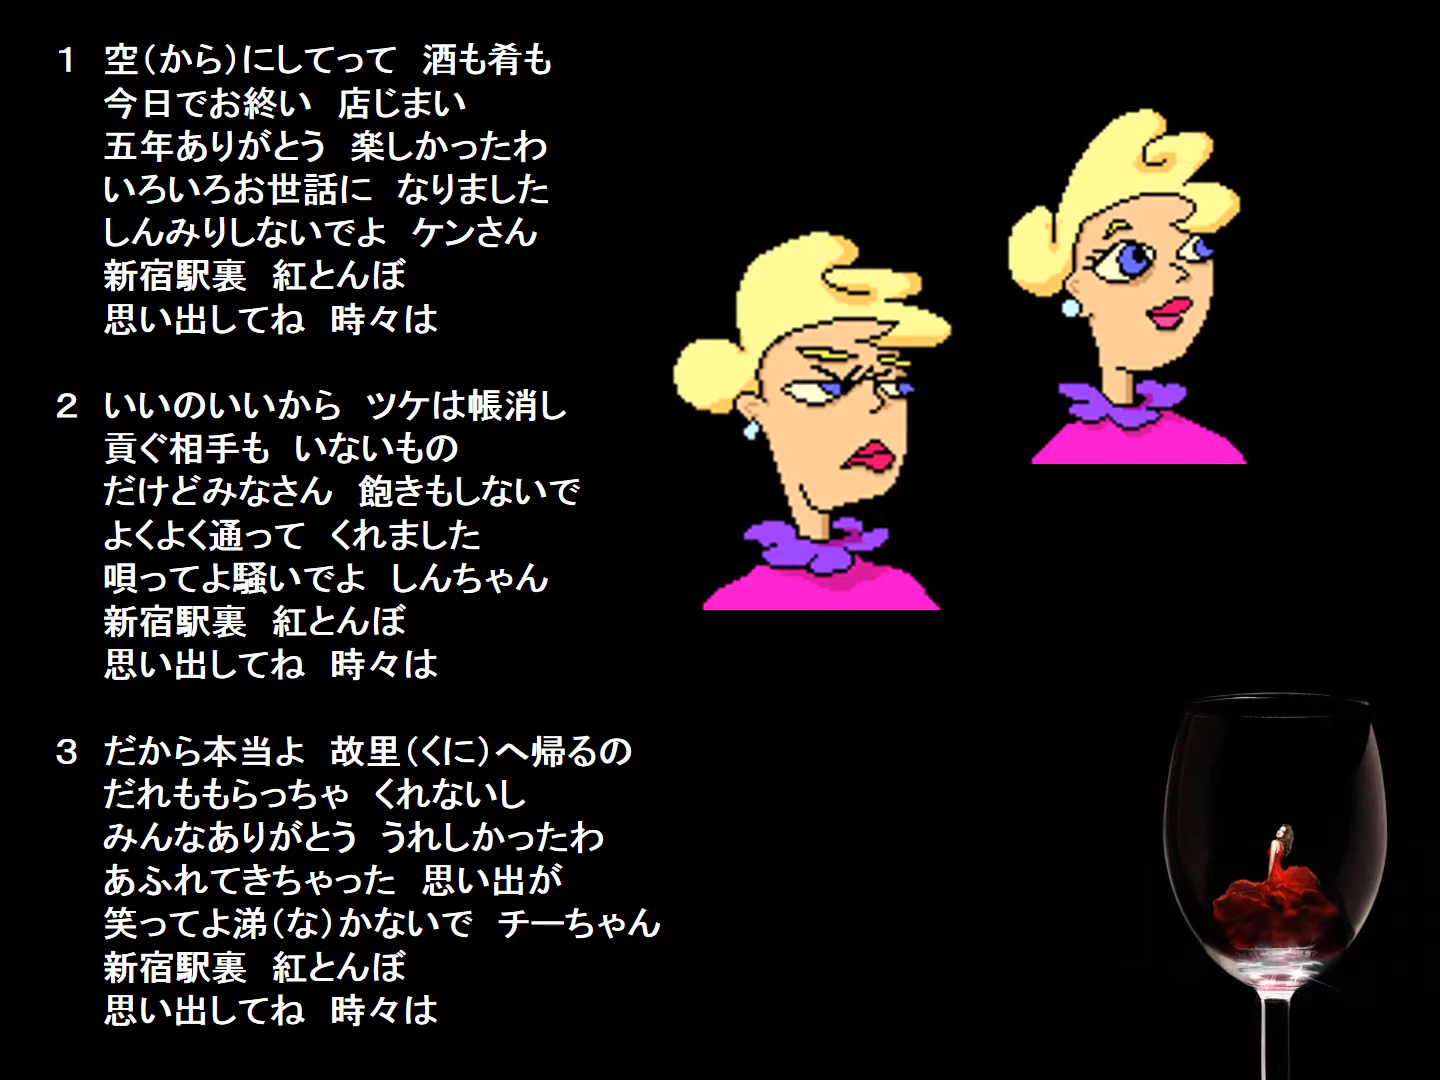 １　空（から）にしてって　酒も肴も
今日でお終い　店じまい
五年ありがとう　楽しかったわ
いろいろお世話に　なりました
しんみりしないでよ　ケンさん
新宿駅裏　紅とんぼ
思い出してね　時々は
２　いいのいいから　ツケは帳消し
貢ぐ相手も　いないもの
だけどみなさん　飽きもしないで
よくよく通って　くれました
唄ってよ騒いでよ　しんちゃん
新宿駅裏　紅とんぼ
思い出してね　時々は
３　だから本当よ　故里（くに）へ帰るの
だれももらっちゃ　くれないし
みんなありがとう　うれしかったわ
あふれてきちゃった　思い出が
笑ってよ涕（な）かないで　チーちゃん
新宿駅裏　紅とんぼ
思い出してね　時々は